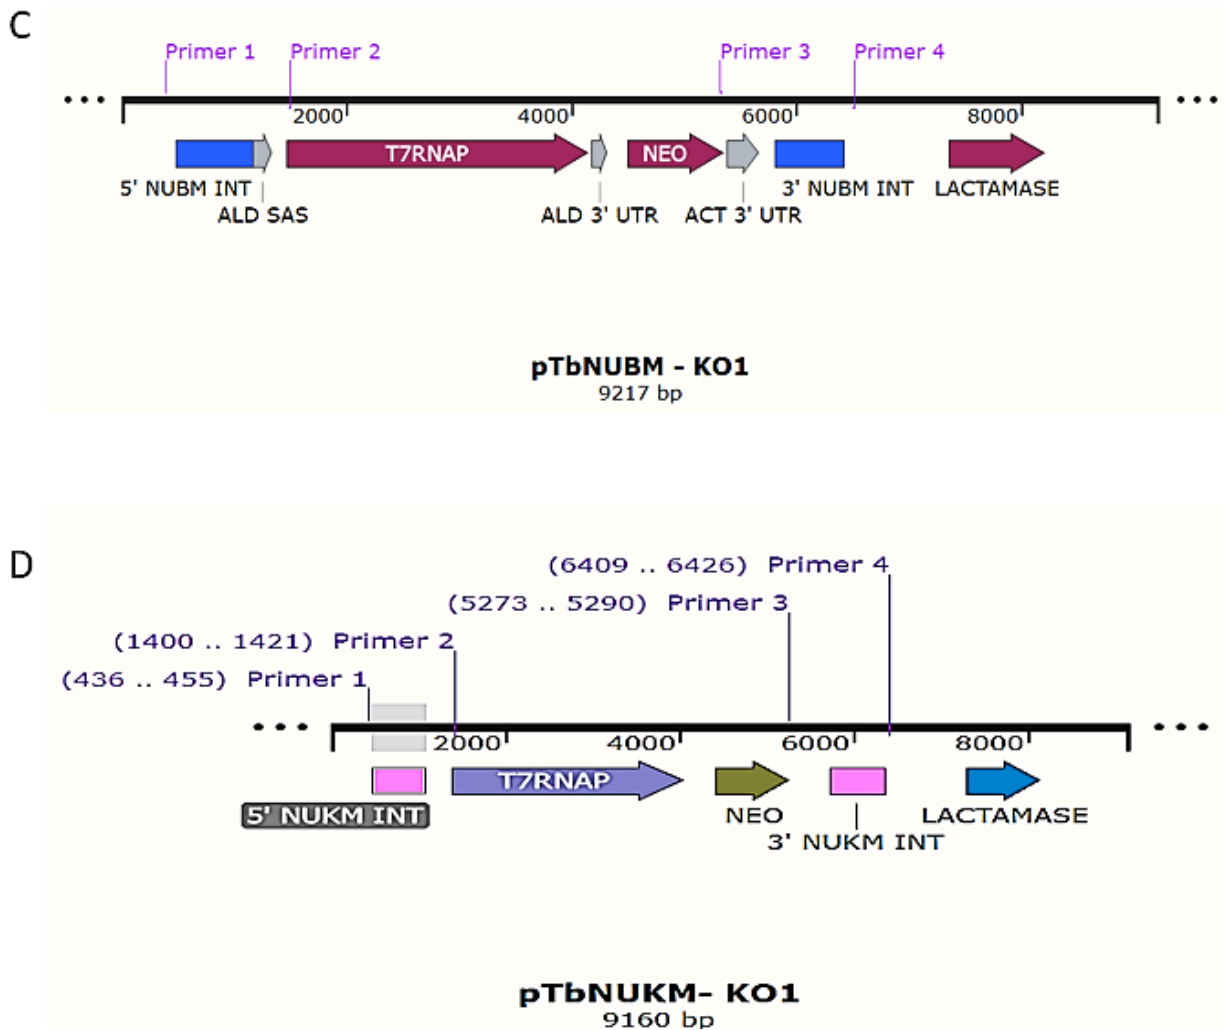 C
Primer 1 Primer 2 Primer 3 Primer 4
2000 4000 6000 8000
T7RNAP NEO
5' NUBM INT 3' NUBM INT LACTAMASE
ALD SAS ALD 3' UTR ACT 3' UTR
pTbNUBM - KO1
9217 bp
D
(6409 .. 6426) Primer 4
(5273 .. 5290) Primer 3
(1400 .. 1421) Primer 2
(436 .. 455) Primer 1
2000 4000 6000 8000
T7RNAP
5' NUKM INT NEO LACTAMASE
3' NUKM INT
pTbNUKM- KO1
9160 bp